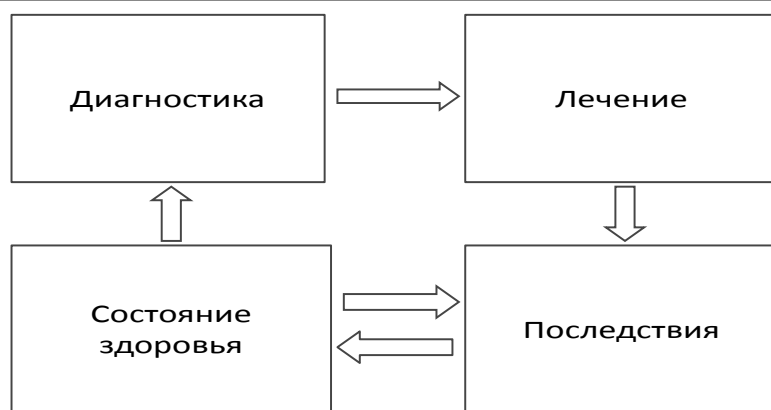 Диагностика
Лечение
Состояние
здоровья
Последствия